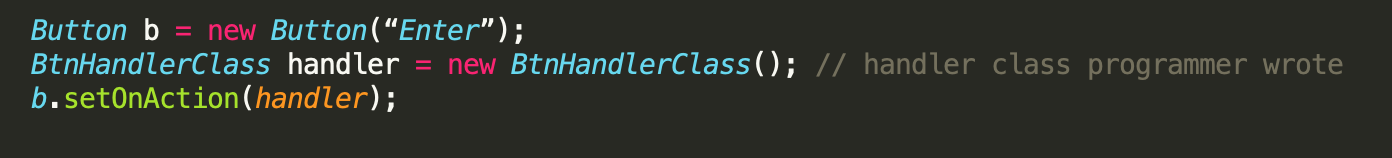 Button b = new Button(“Enter”);
BtnHandlerClass handler = new BtnHandlerClass(); // handler class programmer wrote
b.setOnAction(handler);